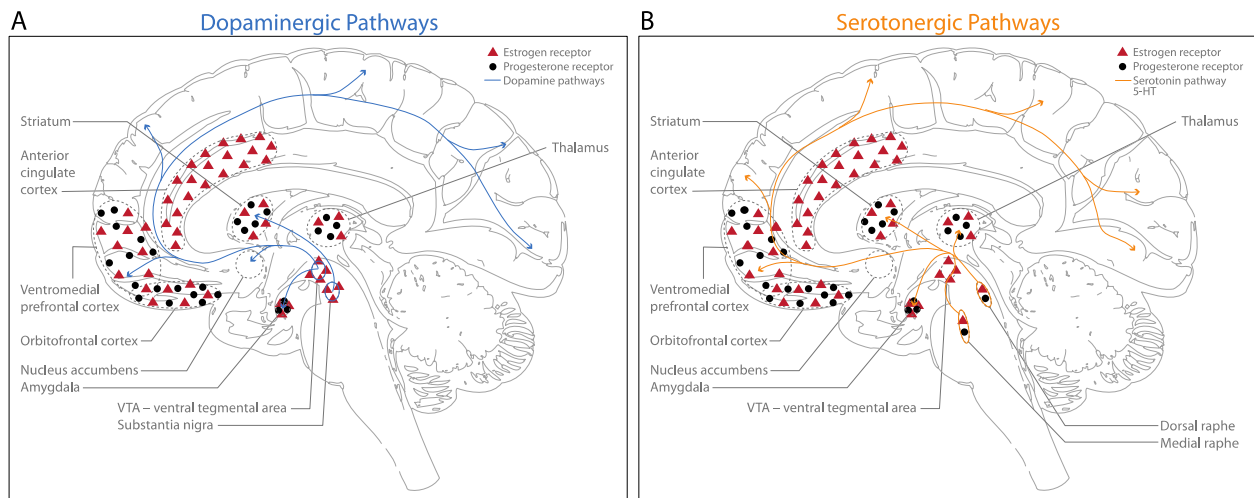 A
Dopaminergic Pathways
Estrogen receptor
Progesterone receptor
Dopamine pathways
Striatum
Anterior
cingulate
cortex
Thalamus
Ventromedial
prefrontal cortex
Orbitofrontal cortex
Nucleus accumbens
Amygdala
VTA – ventral tegmental area
Substantia nigra
B
Serotonergic Pathways
Estrogen receptor
Progesterone receptor
Serotonin pathway
5-HT
Striatum
Anterior
cingulate
cortex
Thalamus
Ventromedial
prefrontal cortex
Orbitofrontal cortex
Nucleus accumbens
Amygdala
VTA – ventral tegmental area
Dorsal raphe
Medial raphe